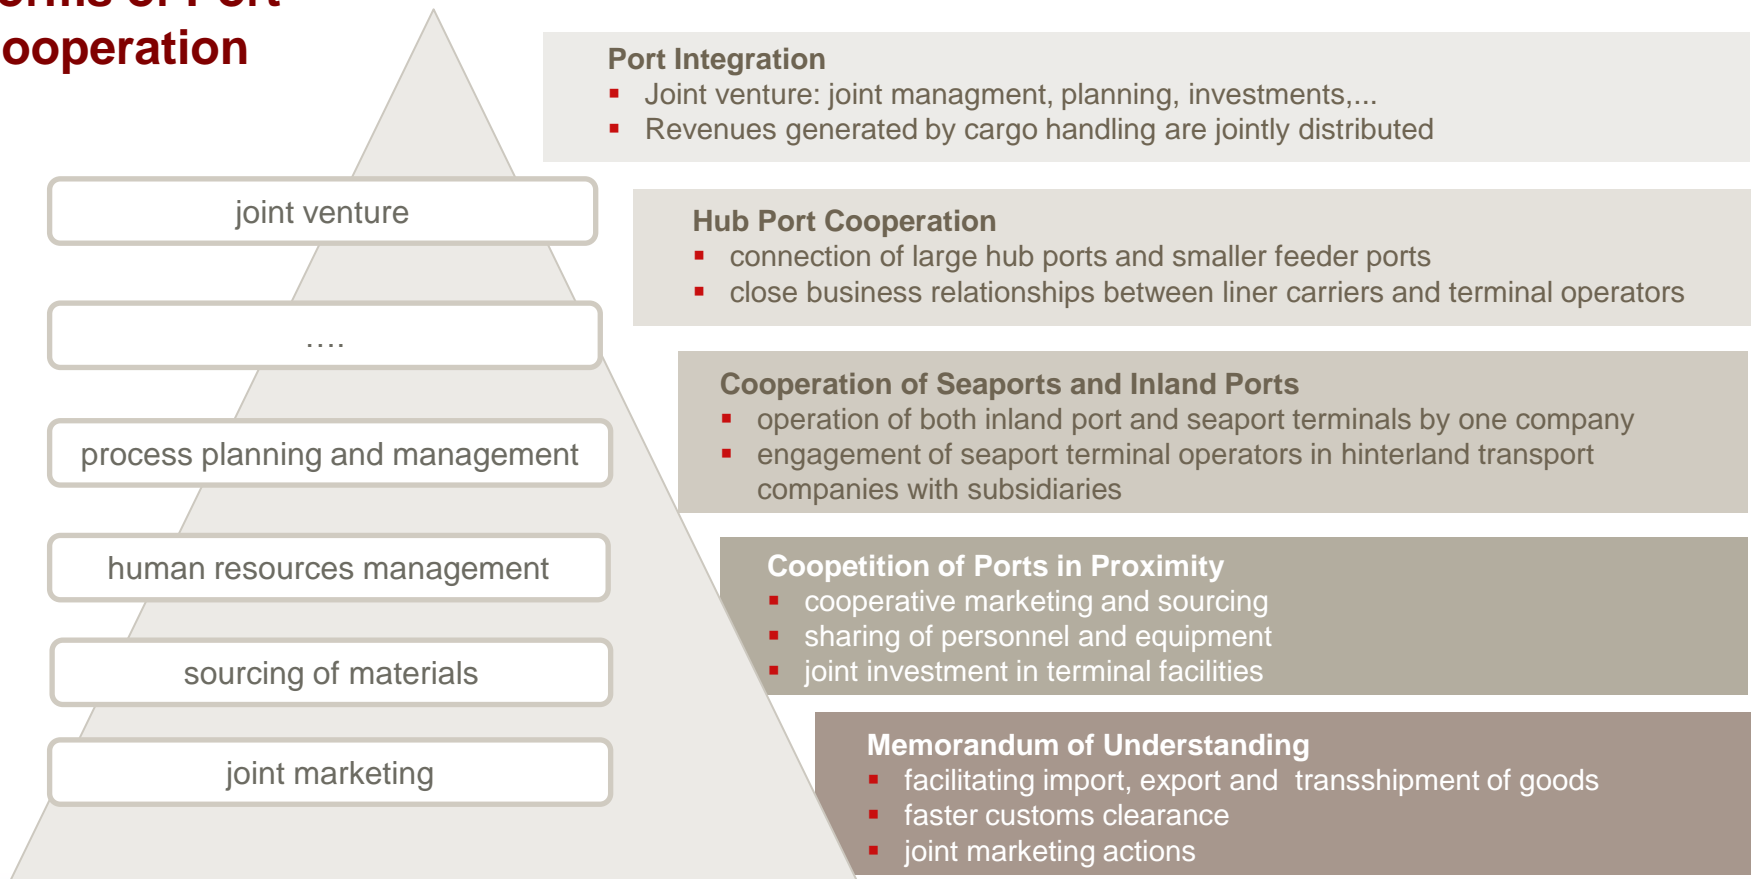 orms of Port
ooperation
Port Integration
▪ Joint venture: joint managment, planning, investments,...
▪ Revenues generated by cargo handling are jointly distributed
joint venture
Hub Port Cooperation
▪ connection of large hub ports and smaller feeder ports
▪ close business relationships between liner carriers and terminal operators
....
Cooperation of Seaports and Inland Ports
▪ operation of both inland port and seaport terminals by one company
▪ engagement of seaport terminal operators in hinterland transport
companies with subsidiaries
process planning and management
Coopetition of Ports in Proximity
▪ cooperative marketing and sourcing
▪ sharing of personnel and equipment
▪ joint investment in terminal facilities
human resources management
sourcing of materials
Memorandum of Understanding
▪ facilitating import, export and transshipment of goods
▪ faster customs clearance
▪ joint marketing actions
joint marketing